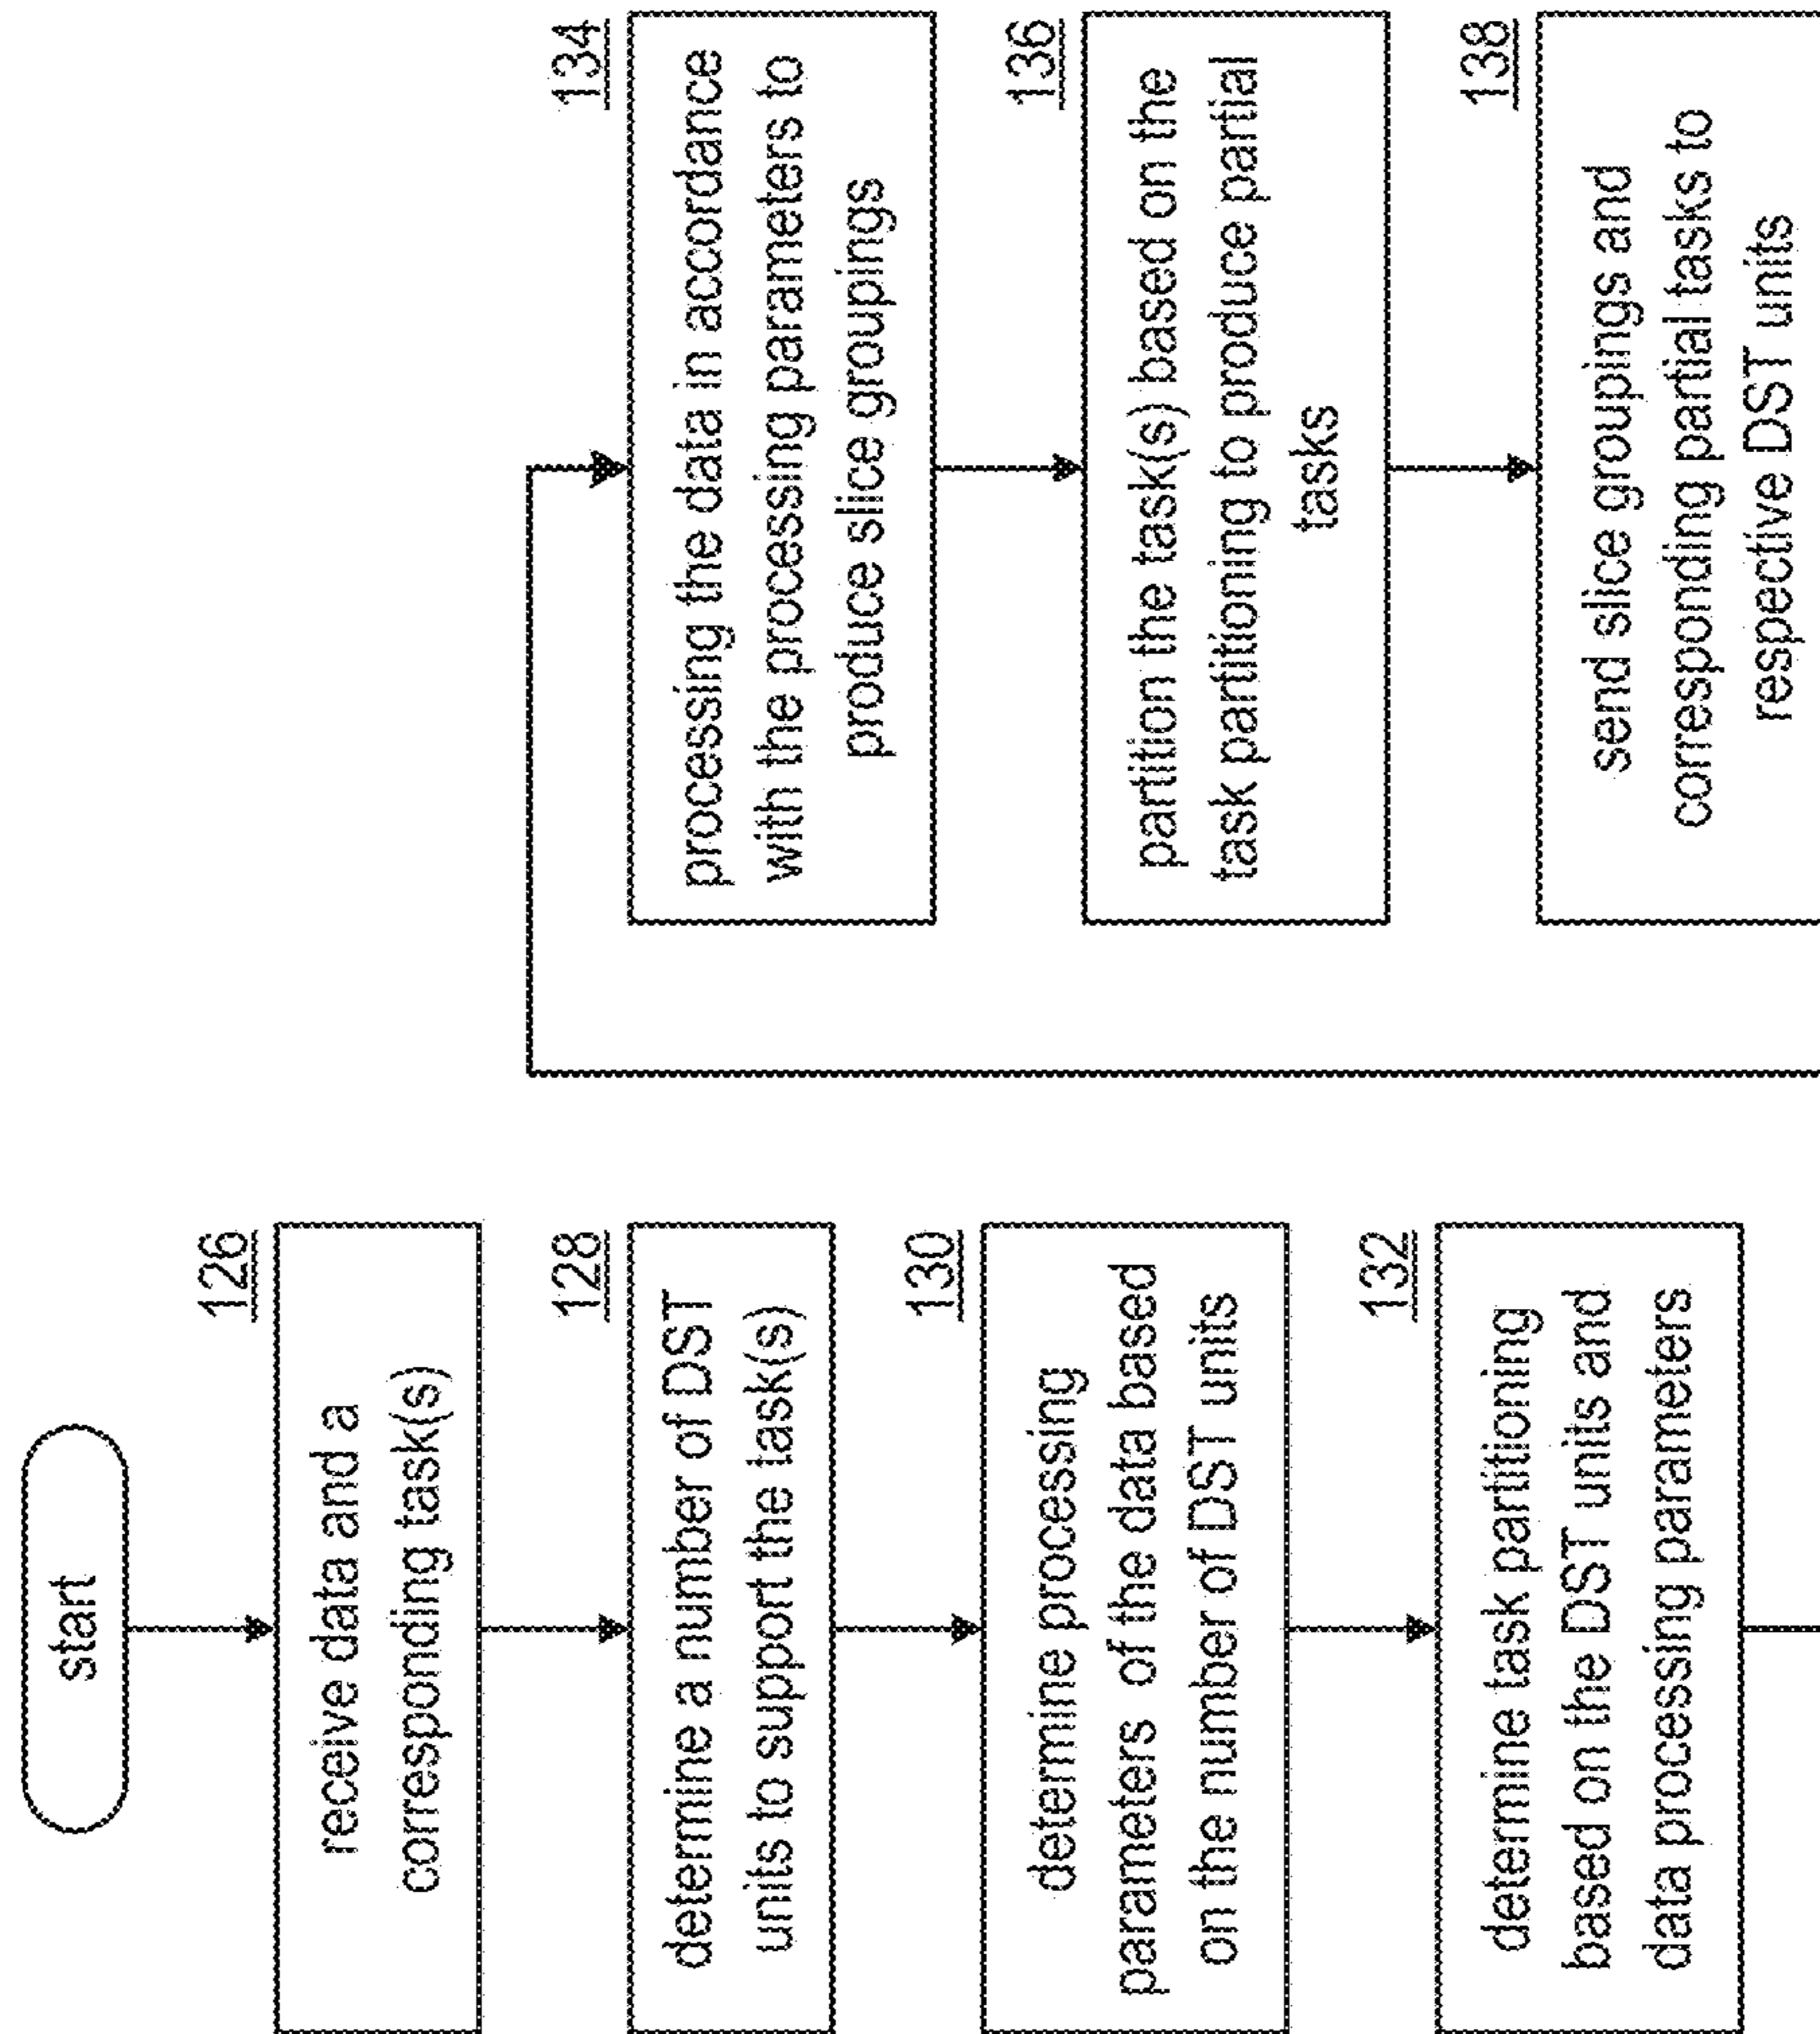 start
126
receive data and a
corresponding task(s)
128
determine a number of DST
units to support the task(s)
130
determine processing
parameters of the data based
on the number of DST units
132
determine task partitioning
based on the DST units and
data processing parameters
134
processing the data in accordance
with the processing parameters to
produce slice groupings
136
partition the task(s) based on the
task partitioning to produce partial
tasks
138
send slice groupings and
corresponding partial tasks to
respective DST units